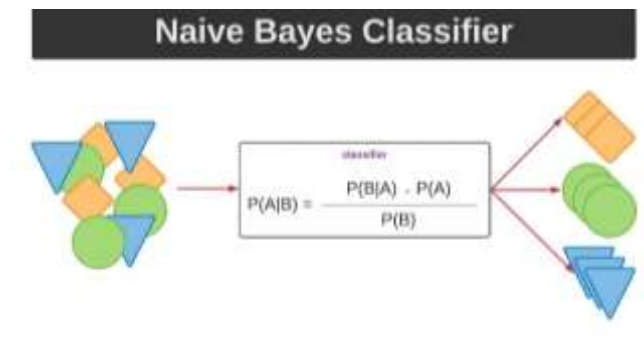 Naive Bayes Classifier
classifier
P(A|B) = P(B|A) . P(A)
P(B)